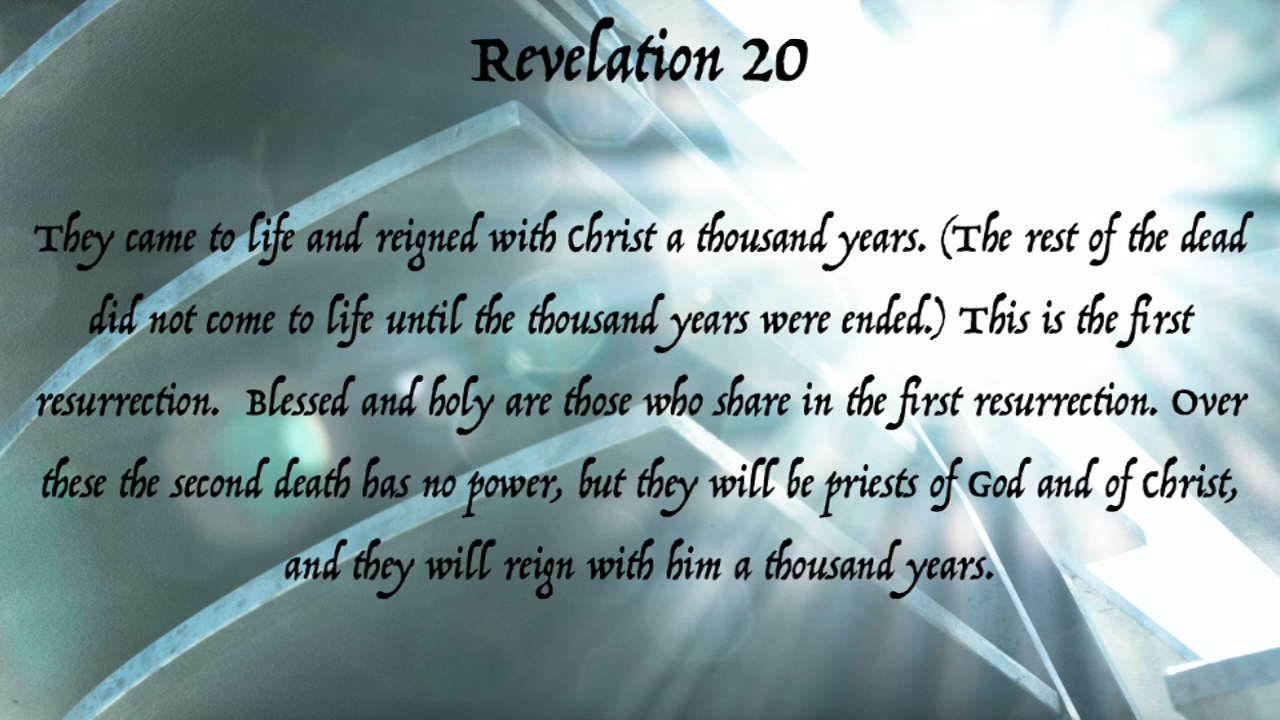 Revelation 20
They came to life and reigned with Christ a thousand years. (The rest of the dead
did not come to life until the thousand years were ended.) This is the first
resurrection.  Blessed and holy are those who share in the first resurrection. Over
these the second death has no power, but they will be priests of God and of Christ,
and they will reign with him a thousand years.